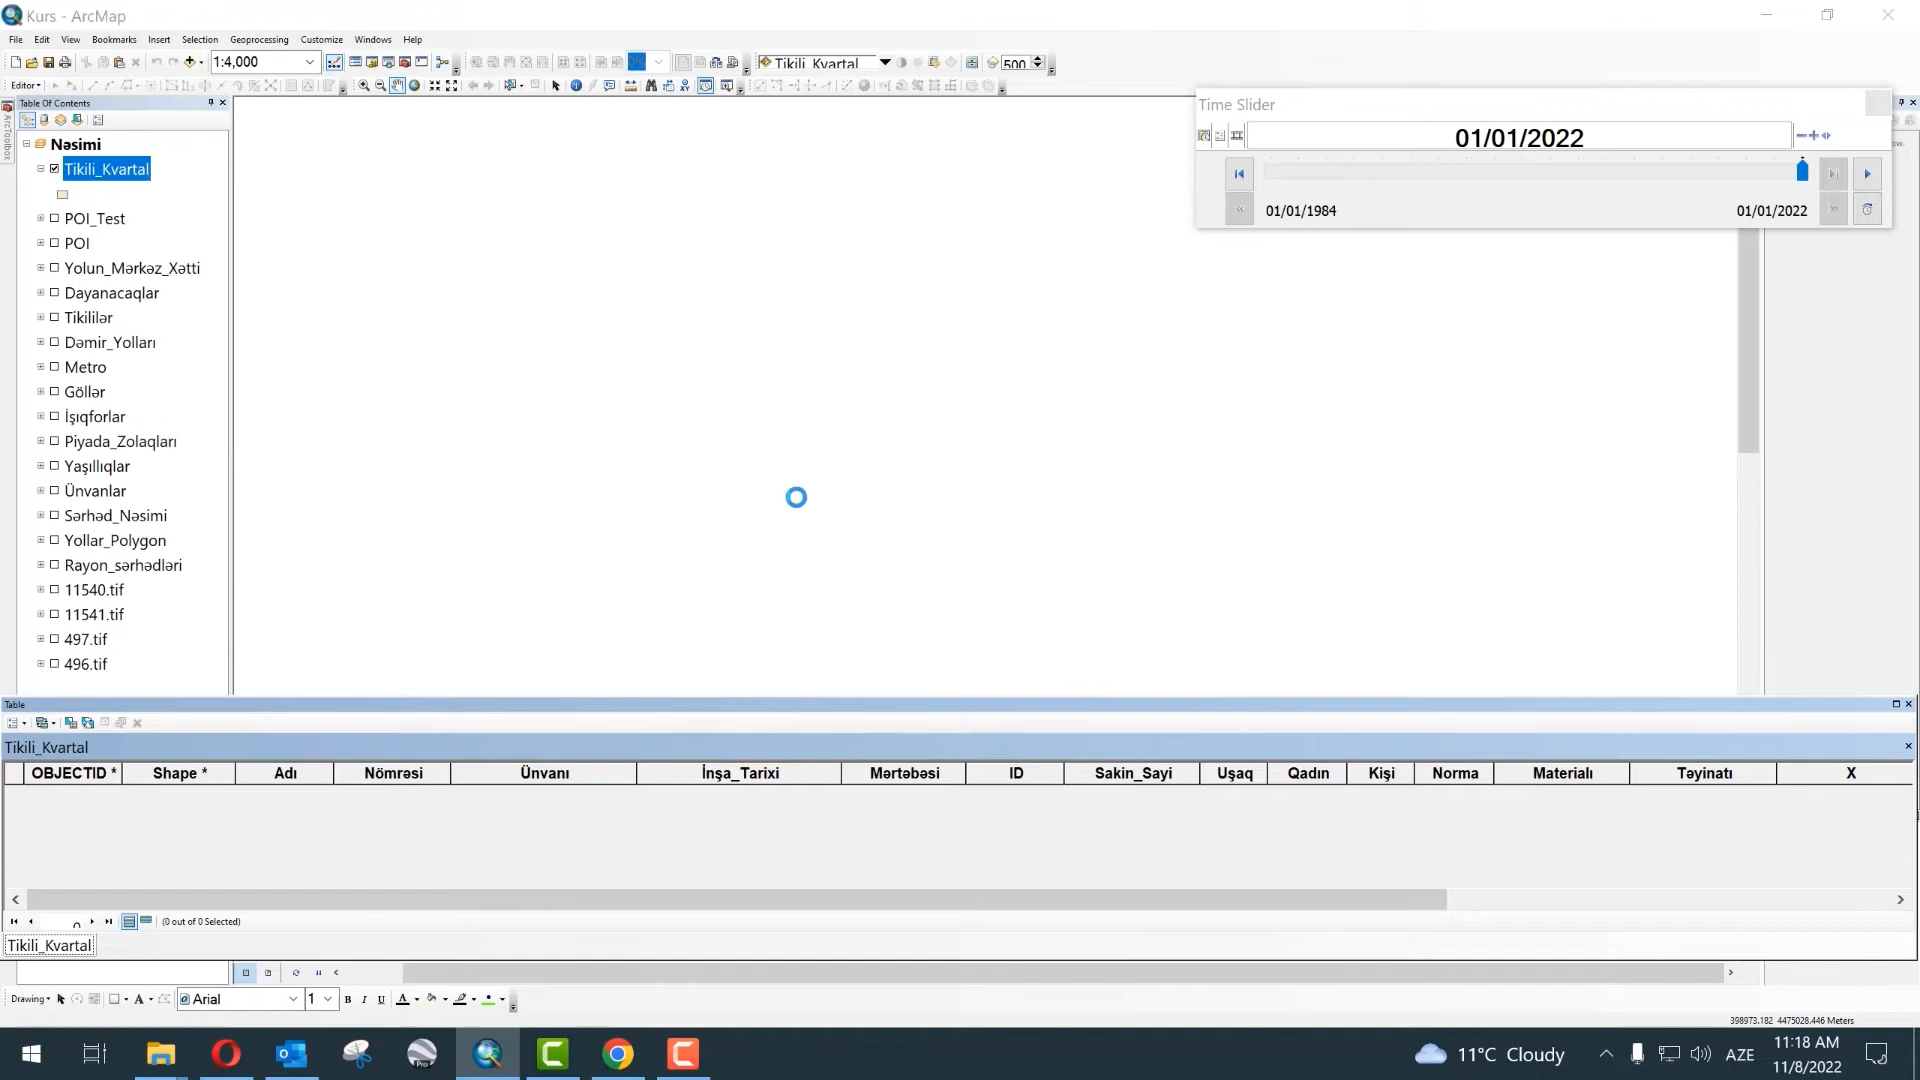 Kurs - ArcMap
File Edit View Bookmarks Insert Selection Geoprocessing Customize Windows Help
1:4,000
Tikili_Kvartal
500
Editor
Table Of Contents
ArcToolbox
Nəsimi
Tikili_Kvartal
POI_Test
POI
Yolun_Mərkəz_Xətti
Dayanacaqlar
Tikililər
Dəmir_Yolları
Metro
Göllər
İşıqforlar
Piyada_Zolaqları
Yaşıllıqlar
Ünvanlar
Sərhəd_Nəsimi
Yollar_Polygon
Rayon_sərhədləri
11540.tif
11541.tif
497.tif
496.tif
Time Slider
01/01/2022
01/01/1984
01/01/2022
Table
Tikili_Kvartal
OBJECTID * Shape * Adı Nömrəsi Ünvanı İnşa_Tarixi Mərtəbəsi ID Sakin_Sayi Uşaq Qadın Kişi Norma Materialı Təyinatı X
(0 out of 0 Selected)
Tikili_Kvartal
Drawing A Arial 1 B I U A
398973.182 4475028.446 Meters
Pro
11°C Cloudy
AZE
11:18 AM
11/8/2022